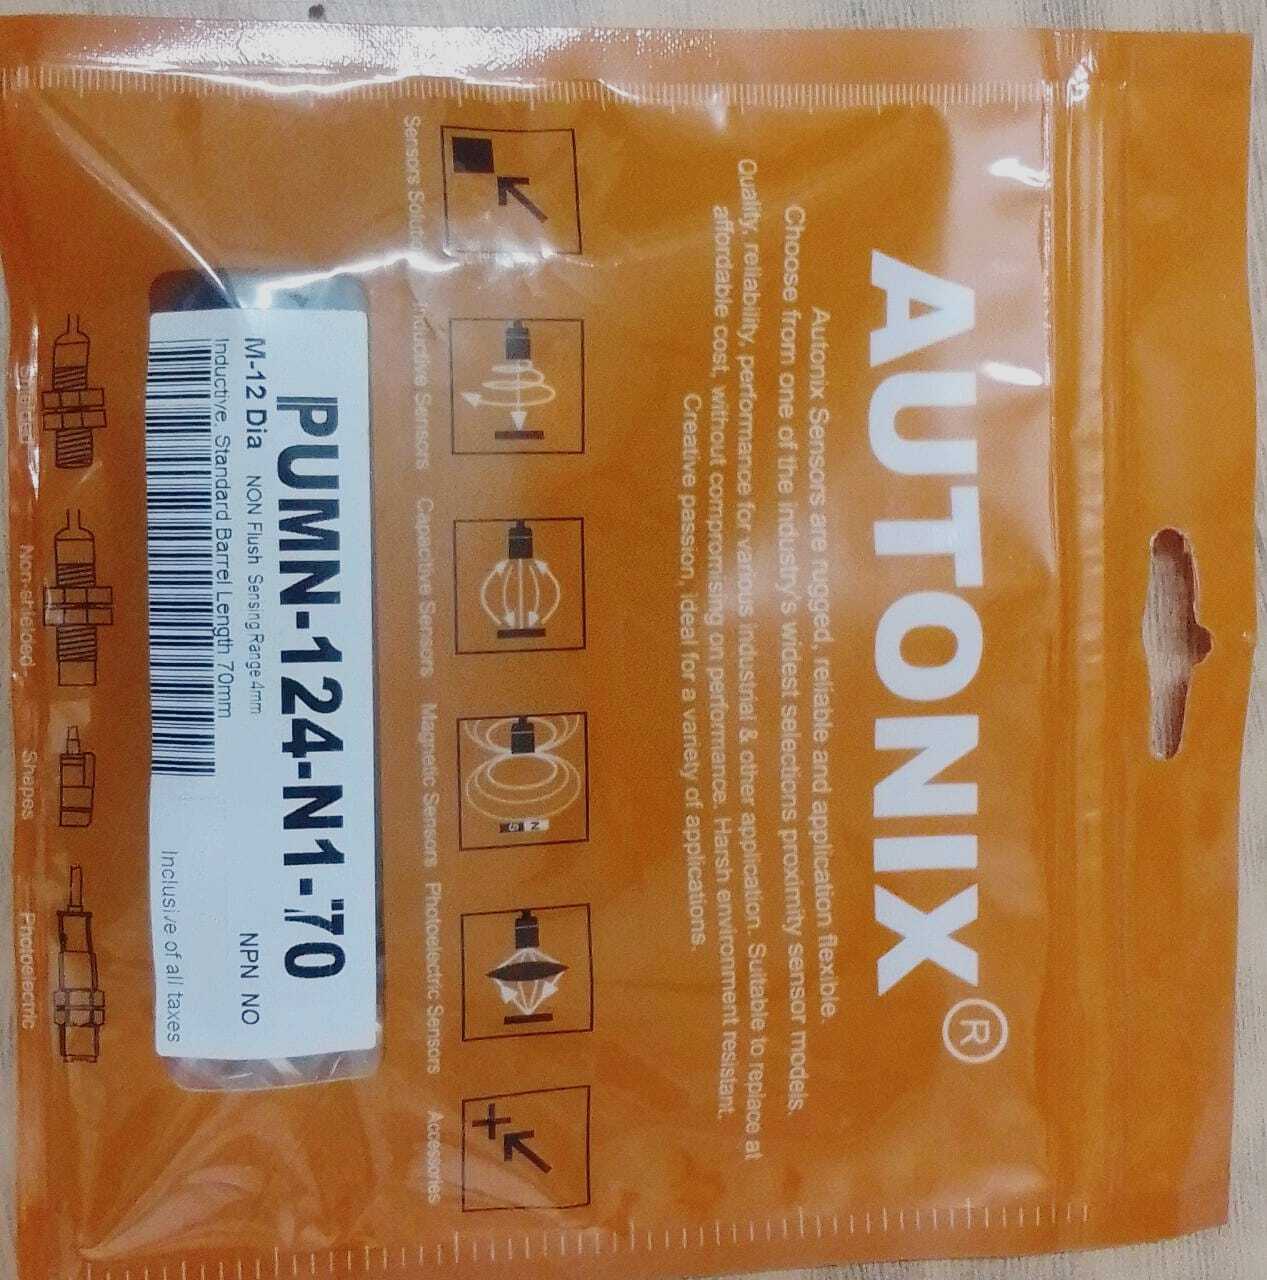 AUTONIX®
Autonix Sensors are rugged, reliable and application flexible.
Choose from one of the industry's widest selections proximity sensor models.
Quality, reliability, performance for various industrial & other application. Suitable to replace at
affordable cost, without compromising on performance. Harsh environment resistant.
Creative passion, ideal for a variety of applications.
N
S
Sensors Inductive Sensors Capacitive Sensors Magnetic Sensors Photoelectric Sensors Accessories
PUMN-124-N1-70
M-12 Dia NON Flush Sensing Range 4mm NPN NO
Inductive, Standard Barrel Length 70mm
Inclusive of all taxes
Non-shielded Shapes Photoelectric